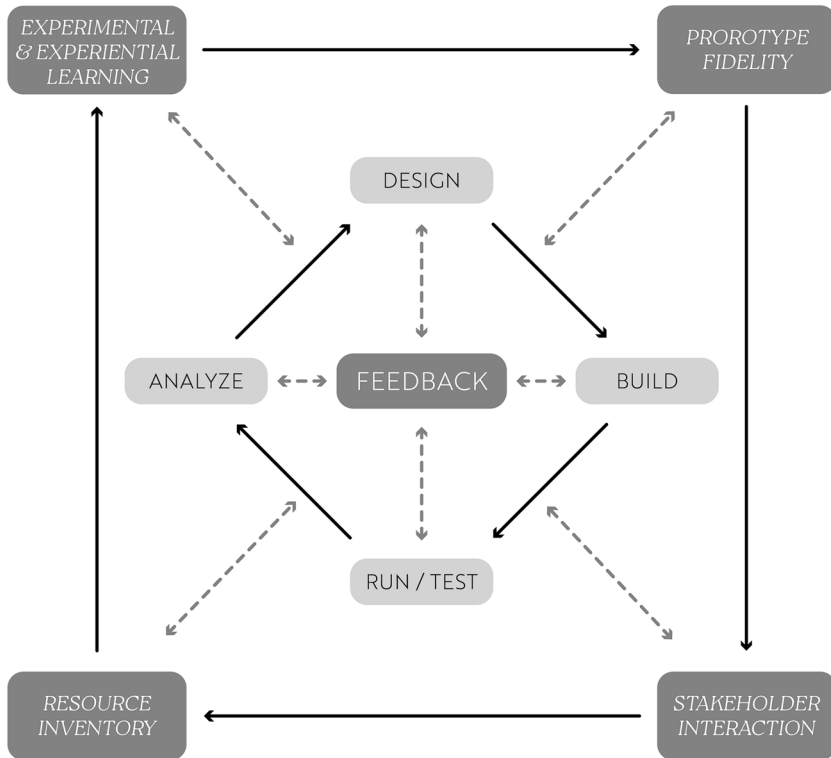 EXPERIMENTAL
& EXPERIENTIAL
LEARNING
PROROTYPE
FIDELITY
DESIGN
ANALYZE
FEEDBACK
BUILD
RUN / TEST
RESOURCE
INVENTORY
STAKEHOLDER
INTERACTION